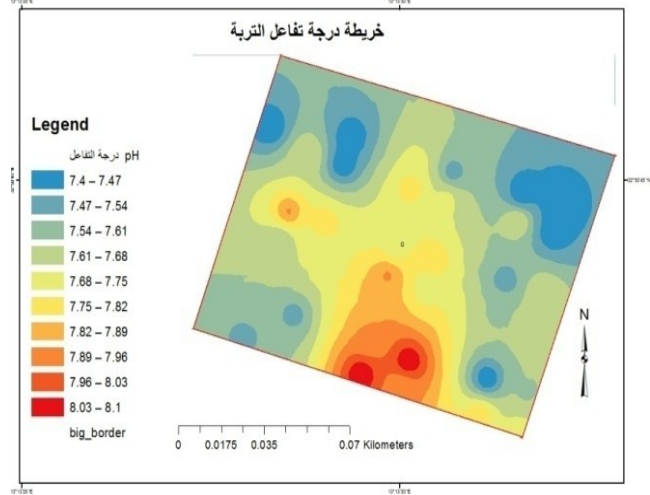 خريطة درجة تفاعل التربة
Legend
درجة التفاعل pH
7.4 – 7.47
7.47 – 7.54
7.54 – 7.61
7.61 – 7.68
7.68 – 7.75
7.75 – 7.82
7.82 – 7.89
7.89 – 7.96
7.96 – 8.03
8.03 – 8.1
big_border
N
0 0.0175 0.035 0.07 Kilometers